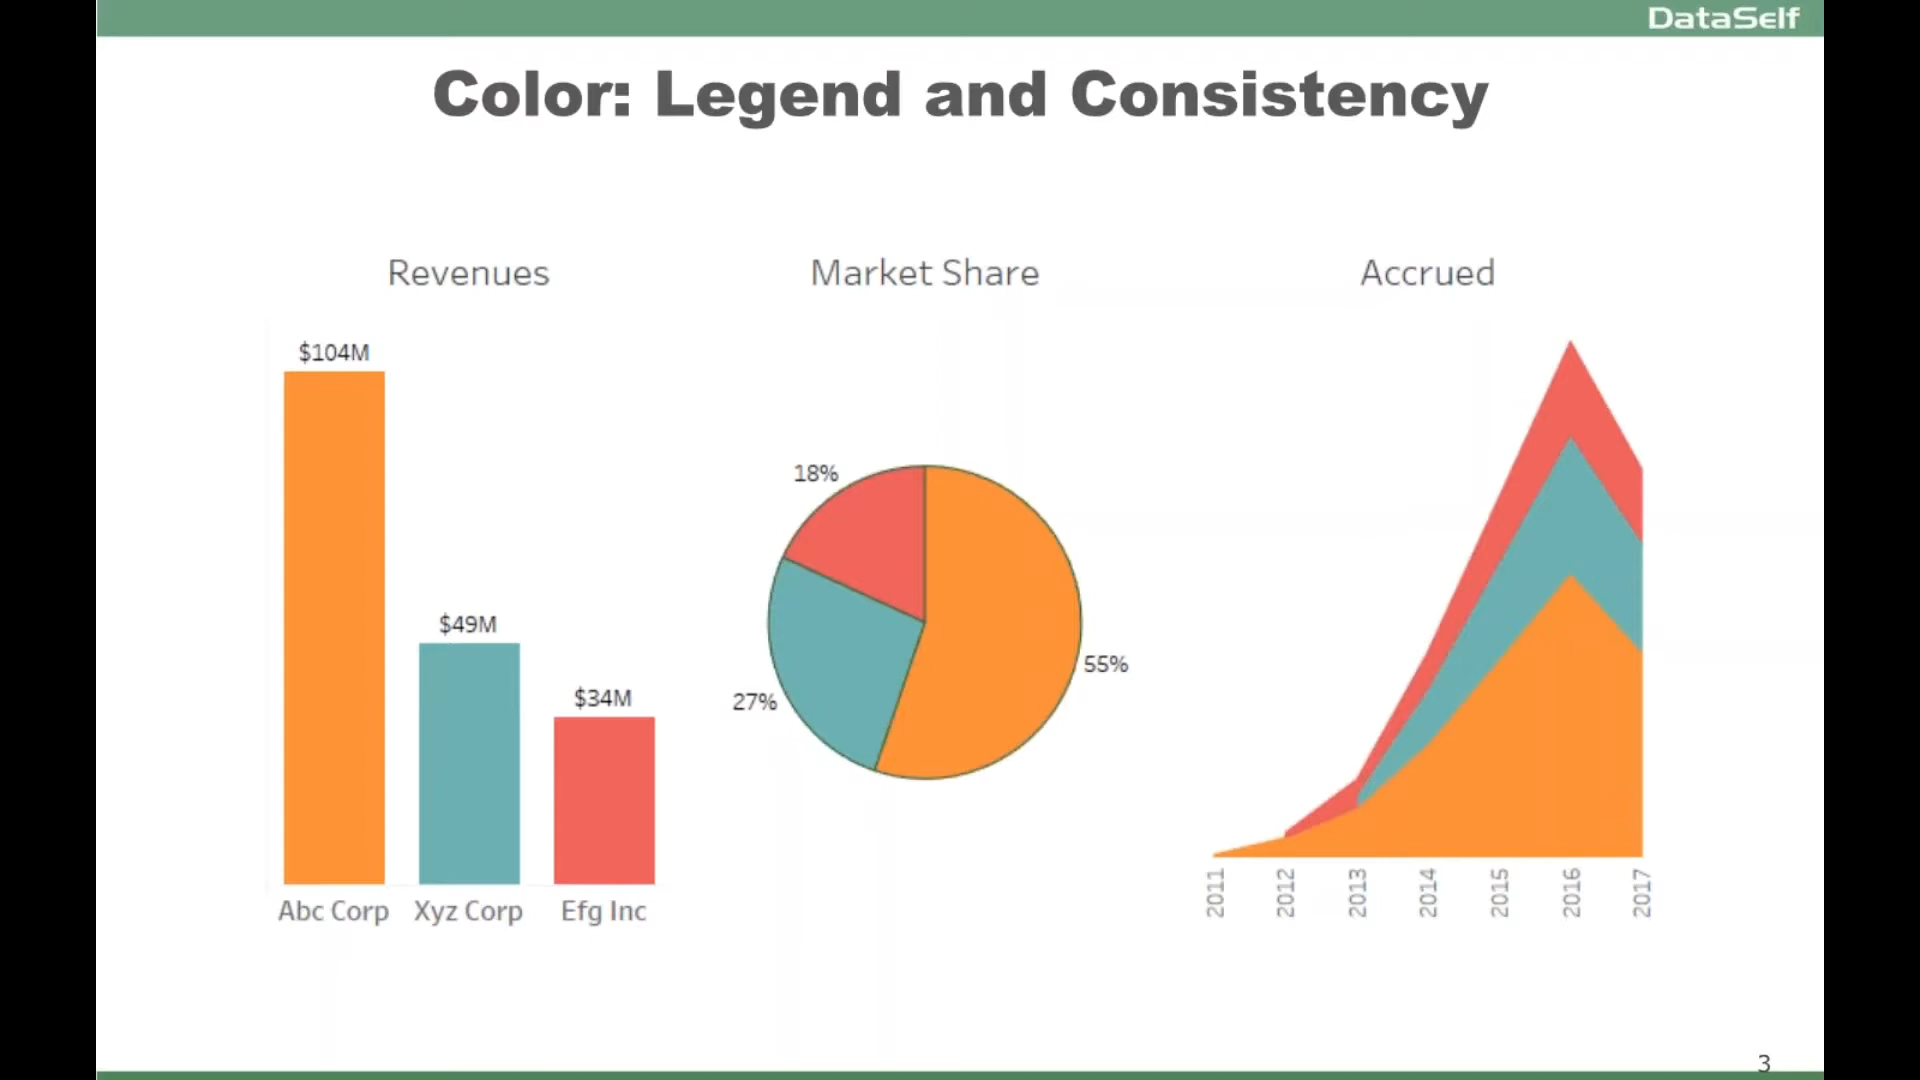 DataSelf
Color: Legend and Consistency
Revenues
$104M
$49M
$34M
Abc Corp
Xyz Corp
Efg Inc
Market Share
18%
55%
27%
Accrued
2011
2012
2013
2014
2015
2016
2017
3